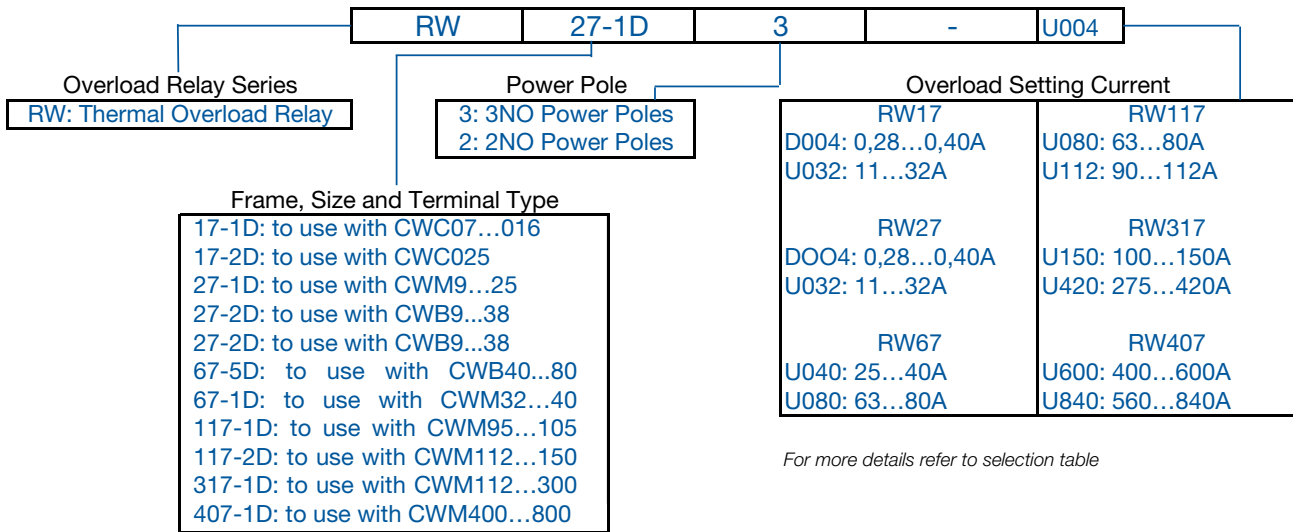 RW 27-1D 3 - U004
Overload Relay Series
RW: Thermal Overload Relay
Power Pole
3: 3NO Power Poles
2: 2NO Power Poles
Frame, Size and Terminal Type
17-1D: to use with CWC07…016
17-2D: to use with CWC025
27-1D: to use with CWM9…25
27-2D: to use with CWB9...38
27-2D: to use with CWB9...38
67-5D: to use with CWB40...80
67-1D: to use with CWM32…40
117-1D: to use with CWM95…105
117-2D: to use with CWM112…150
317-1D: to use with CWM112…300
407-1D: to use with CWM400…800
Overload Setting Current
RW17
D004: 0,28…0,40A
U032: 11…32A
RW27
DOO4: 0,28…0,40A
U032: 11…32A
RW67
U040: 25…40A
U080: 63…80A
RW117
U080: 63…80A
U112: 90…112A
RW317
U150: 100…150A
U420: 275…420A
RW407
U600: 400…600A
U840: 560…840A
For more details refer to selection table